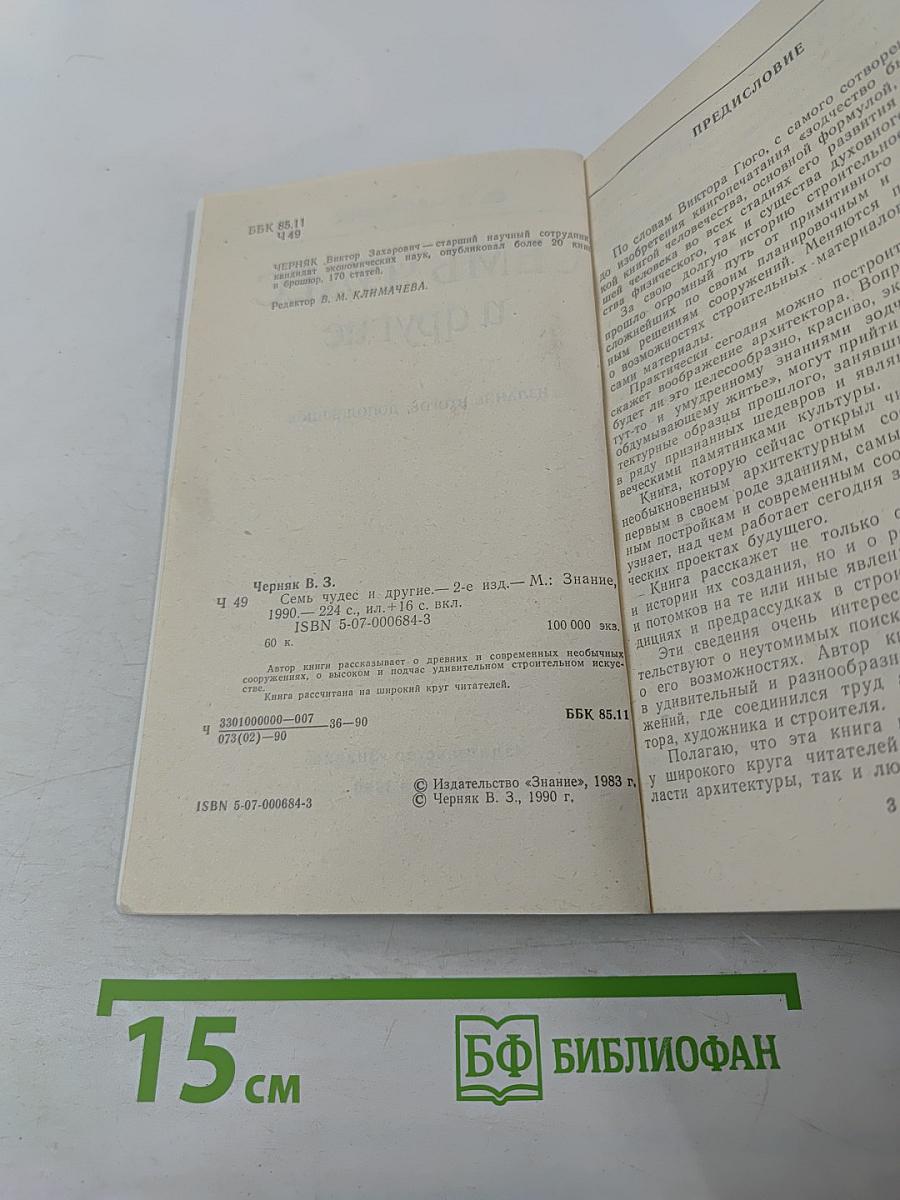 ББК 85.11
Ч 49
ЧЕРНЯК Виктор Захарович — старший научный сотрудник,
кандидат экономических наук, опубликовал более 20 книг
и брошюр, 170 статей.
Редактор В. М. КЛИМАЧЕВА.
Черняк В. З.
Ч 49 Семь чудес и другие.— 2-е изд.— М.: Знание,
1990.— 224 с., ил.+16 с. вкл.
ISBN 5-07-000684-3
60 к. 100 000 экз.
Автор книги рассказывает о древних и современных необычных
сооружениях, о высоком и подчас удивительном строительном искус-
стве.
Книга рассчитана на широкий круг читателей.
Ч 3301000000—007
073(02)—90 36—90 ББК 85.11
ISBN 5-07-000684-3
© Издательство «Знание», 1983 г.
© Черняк В. З., 1990 г.
ПРЕДИСЛОВИЕ
По словам Виктора Гюго, с самого сотворе
до изобретения книгопечатания «зодчество бы
кой книгой человечества, основной формулой,
шей человека во всех стадиях его развития
ства физического, так и существа духовного
За свою долгую историю строительное
прошло огромный путь от примитивного
сложнейших по своим планировочным и
ным решениям сооружений. Меняются п
о возможностях строительных материалов
сами материалы.
Практически сегодня можно построить
скажет воображение архитектора. Вопр
будет ли это целесообразно, красиво, эк
тут-то и умудренному знаниями зодч
обдумывающему житье», могут прийти
тектурные образцы прошлого, занявши
в ряду признанных шедевров и являю
веческими памятниками культуры.
Книга, которую сейчас открыл чи
необыкновенным архитектурным соо
первым в своем роде зданиям, самы
ным постройкам и современным соо
узнает, над чем работает сегодня з
ческих проектах будущего.
Книга расскажет не только о
и истории их создания, но и о р
и потомков на те или иные явлен
дициях и предрассудках в строи
Эти сведения очень интерес
тельствуют о неутомимых поиск
о его возможностях. Автор кн
в удивительный и разнообразн
жений, где соединился труд
тора, художника и строителя.
Полагаю, что эта книга
у широкого круга читателей
ласти архитектуры, так и лю
3
15 см
БФ БИБЛИОФАН